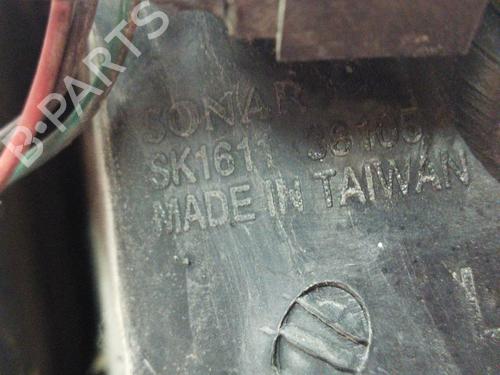 B-PARTS
SONAR
SK1611 38105
MADE IN TAIWAN
L